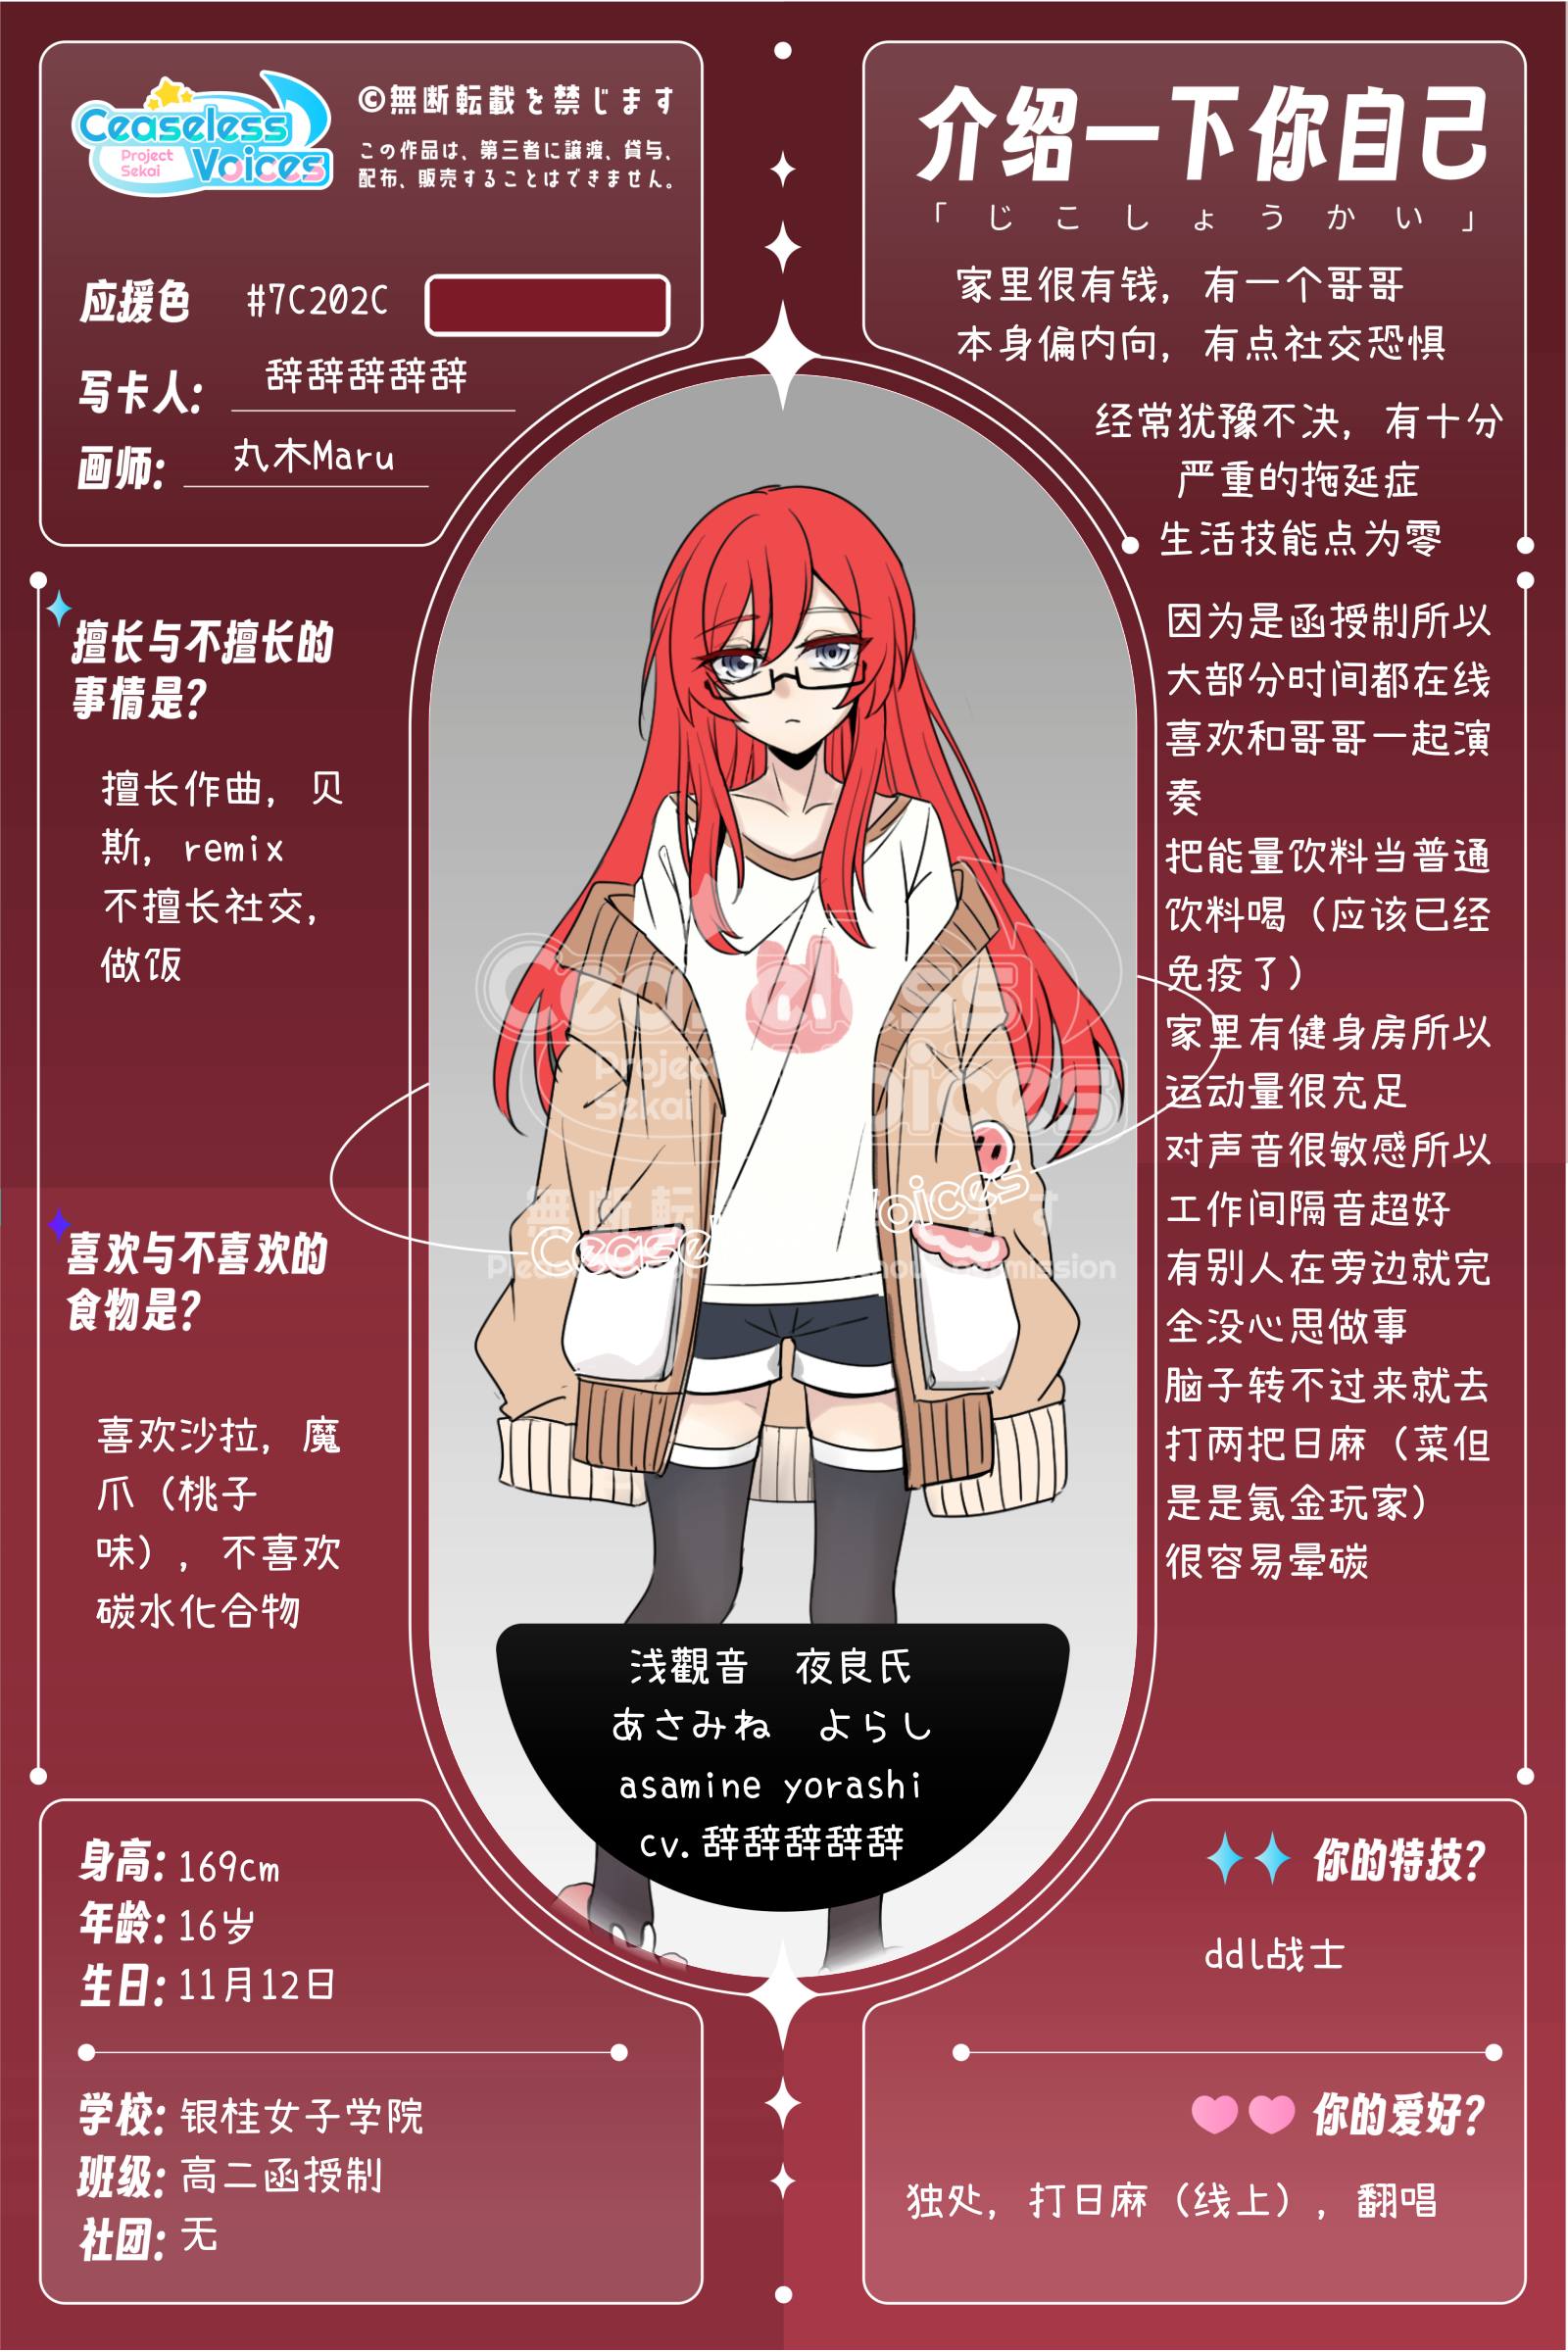 Ceaseless
Project
Sekai
Voices
©無断転載を禁じます
この作品は、第三者に譲渡、貸与、
配布、販売することはできません。
应援色 #7C202C
写卡人: 辞辞辞辞辞
画师: 丸木Maru
介绍一下你自己
「じこしょうかい」
家里很有钱，有一个哥哥
本身偏内向，有点社交恐惧
经常犹豫不决，有十分
严重的拖延症
生活技能点为零
因为是函授制所以
大部分时间都在线
喜欢和哥哥一起演
奏
把能量饮料当普通
饮料喝（应该已经
免疫了）
家里有健身房所以
运动量很充足
对声音很敏感所以
工作间隔音超好
有别人在旁边就完
全没心思做事
脑子转不过来就去
打两把日麻（菜但
是是氪金玩家）
很容易晕碳
擅长与不擅长的
事情是?
擅长作曲，贝
斯，remix
不擅长社交，
做饭
喜欢与不喜欢的
食物是?
喜欢沙拉，魔
爪（桃子
味），不喜欢
碳水化合物
浅觀音 夜良氏
あさみね よらし
asamine yorashi
cv.辞辞辞辞辞
身高: 169cm
年龄: 16岁
生日: 11月12日
学校: 银桂女子学院
班级: 高二函授制
社团: 无
你的特技?
ddl战士
你的爱好?
独处，打日麻（线上），翻唱